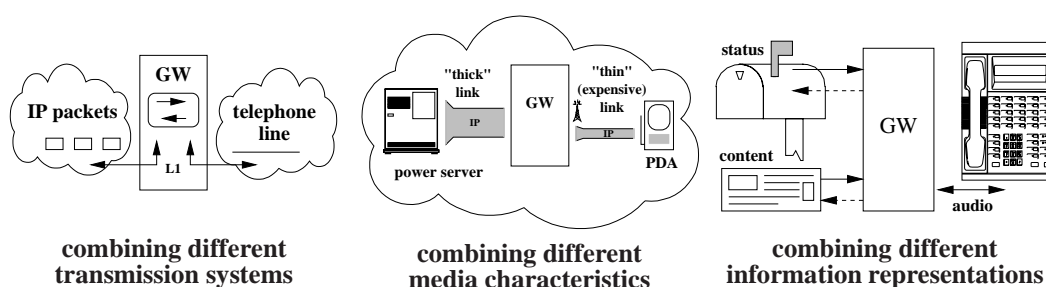 GW
IP packets
telephone
line
L1
combining different
transmission systems
"thick"
link
GW
"thin"
(expensive)
link
IP
IP
power server
PDA
combining different
media characteristics
status
GW
content
audio
combining different
information representations